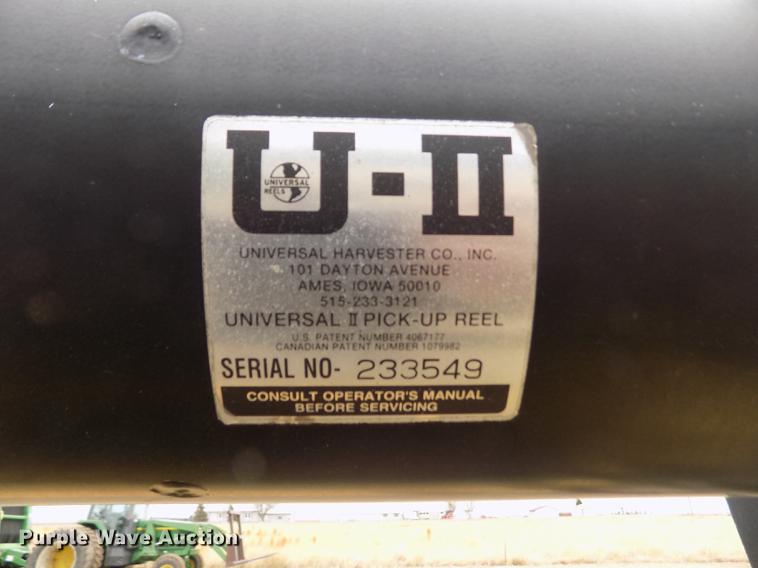 U-II
UNIVERSAL
REELS
UNIVERSAL HARVESTER CO., INC.
101 DAYTON AVENUE
AMES, IOWA 50010
515-233-3121
UNIVERSAL II PICK-UP REEL
U.S. PATENT NUMBER 4067177
CANADIAN PATENT NUMBER 1079982
SERIAL NO- 233549
CONSULT OPERATOR'S MANUAL
BEFORE SERVICING
Purple Wave Auction